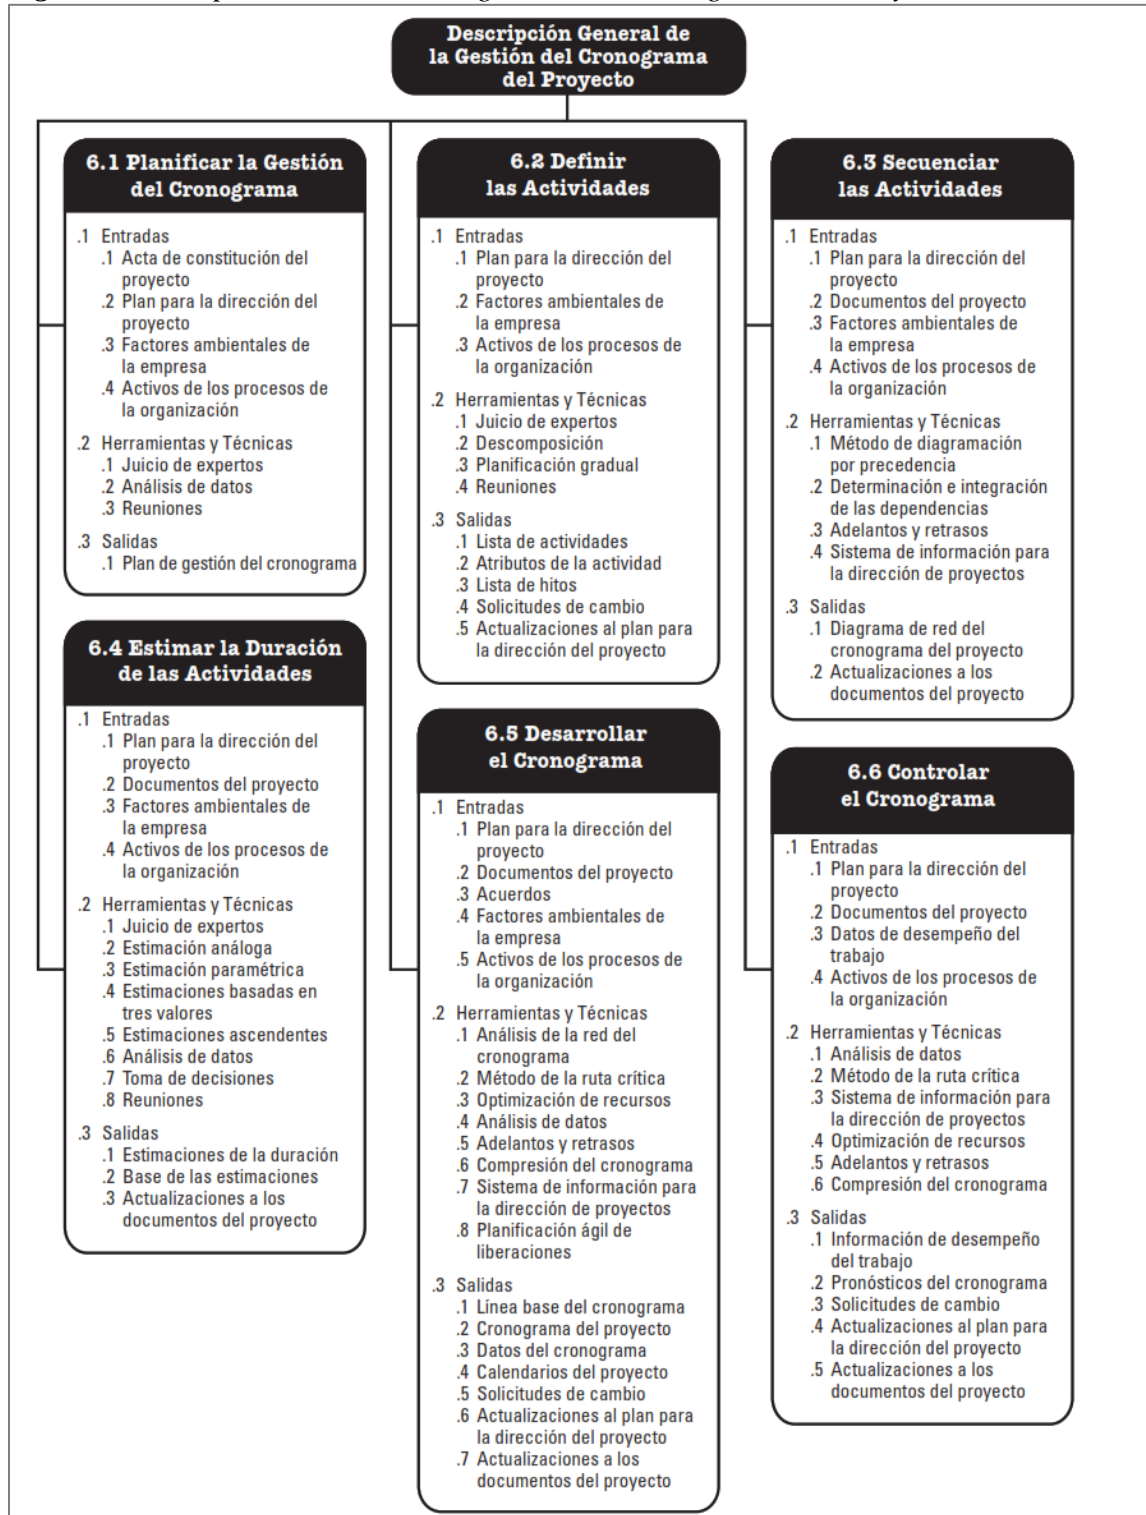 Descripción General de
la Gestión del Cronograma
del Proyecto
6.1 Planificar la Gestión
del Cronograma
.1 Entradas
.1 Acta de constitución del
proyecto
.2 Plan para la dirección del
proyecto
.3 Factores ambientales de
la empresa
.4 Activos de los procesos de
la organización
.2 Herramientas y Técnicas
.1 Juicio de expertos
.2 Análisis de datos
.3 Reuniones
.3 Salidas
.1 Plan de gestión del cronograma
6.2 Definir
las Actividades
.1 Entradas
.1 Plan para la dirección del
proyecto
.2 Factores ambientales de
la empresa
.3 Activos de los procesos de
la organización
.2 Herramientas y Técnicas
.1 Juicio de expertos
.2 Descomposición
.3 Planificación gradual
.4 Reuniones
.3 Salidas
.1 Lista de actividades
.2 Atributos de la actividad
.3 Lista de hitos
.4 Solicitudes de cambio
.5 Actualizaciones al plan para
la dirección del proyecto
6.3 Secuenciar
las Actividades
.1 Entradas
.1 Plan para la dirección del
proyecto
.2 Documentos del proyecto
.3 Factores ambientales de
la empresa
.4 Activos de los procesos de
la organización
.2 Herramientas y Técnicas
.1 Método de diagramación
por precedencia
.2 Determinación e integración
de las dependencias
.3 Adelantos y retrasos
.4 Sistema de información para
la dirección de proyectos
.3 Salidas
.1 Diagrama de red del
cronograma del proyecto
.2 Actualizaciones a los
documentos del proyecto
6.4 Estimar la Duración
de las Actividades
.1 Entradas
.1 Plan para la dirección del
proyecto
.2 Documentos del proyecto
.3 Factores ambientales de
la empresa
.4 Activos de los procesos de
la organización
.2 Herramientas y Técnicas
.1 Juicio de expertos
.2 Estimación análoga
.3 Estimación paramétrica
.4 Estimaciones basadas en
tres valores
.5 Estimaciones ascendentes
.6 Análisis de datos
.7 Toma de decisiones
.8 Reuniones
.3 Salidas
.1 Estimaciones de la duración
.2 Base de las estimaciones
.3 Actualizaciones a los
documentos del proyecto
6.5 Desarrollar
el Cronograma
.1 Entradas
.1 Plan para la dirección del
proyecto
.2 Documentos del proyecto
.3 Acuerdos
.4 Factores ambientales de
la empresa
.5 Activos de los procesos de
la organización
.2 Herramientas y Técnicas
.1 Análisis de la red del
cronograma
.2 Método de la ruta crítica
.3 Optimización de recursos
.4 Análisis de datos
.5 Adelantos y retrasos
.6 Compresión del cronograma
.7 Sistema de información para
la dirección de proyectos
.8 Planificación ágil de
liberaciones
.3 Salidas
.1 Línea base del cronograma
.2 Cronograma del proyecto
.3 Datos del cronograma
.4 Calendarios del proyecto
.5 Solicitudes de cambio
.6 Actualizaciones al plan para
la dirección del proyecto
.7 Actualizaciones a los
documentos del proyecto
6.6 Controlar
el Cronograma
.1 Entradas
.1 Plan para la dirección del
proyecto
.2 Documentos del proyecto
.3 Datos de desempeño del
trabajo
.4 Activos de los procesos de
la organización
.2 Herramientas y Técnicas
.1 Análisis de datos
.2 Método de la ruta crítica
.3 Sistema de información para
la dirección de proyectos
.4 Optimización de recursos
.5 Adelantos y retrasos
.6 Compresión del cronograma
.3 Salidas
.1 Información de desempeño
del trabajo
.2 Pronósticos del cronograma
.3 Solicitudes de cambio
.4 Actualizaciones al plan para
la dirección del proyecto
.5 Actualizaciones a los
documentos del proyecto